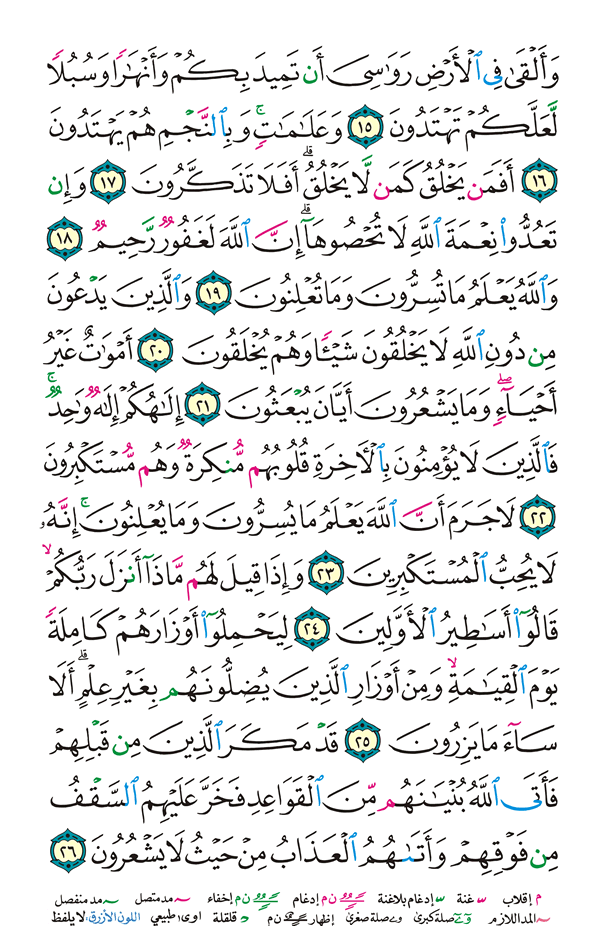 وَأَلْقَىٰ فِي ٱلْأَرْضِ رَوَٰسِيَ أَن تَمِيدَ بِكُمْ وَأَنْهَٰرًا وَسُبُلًا
لَّعَلَّكُمْ تَهْتَدُونَ ١٥ وَعَلَٰمَٰتٍۚ وَبِٱلنَّجْمِ هُمْ يَهْتَدُونَ
١٦ أَفَمَن يَخْلُقُ كَمَن لَّا يَخْلُقُۗ أَفَلَا تَذَكَّرُونَ ١٧ وَإِن
تَعُدُّوا۟ نِعْمَةَ ٱللَّهِ لَا تُحْصُوهَآۗ إِنَّ ٱللَّهَ لَغَفُورٌ رَّحِيمٌ ١٨
وَٱللَّهُ يَعْلَمُ مَا تُسِرُّونَ وَمَا تُعْلِنُونَ ١٩ وَٱلَّذِينَ يَدْعُونَ
مِن دُونِ ٱللَّهِ لَا يَخْلُقُونَ شَيْـًٔا وَهُمْ يُخْلَقُونَ ٢٠ أَمْوَٰتٌ غَيْرُ
أَحْيَآءٍۖ وَمَا يَشْعُرُونَ أَيَّانَ يُبْعَثُونَ ٢١ إِلَٰهُكُمْ إِلَٰهٌ وَٰحِدٌۚ
فَٱلَّذِينَ لَا يُؤْمِنُونَ بِٱلْأَخِرَةِ قُلُوبُهُم مُّنكِرَةٌ وَهُم مُّسْتَكْبِرُونَ
٢٢ لَا جَرَمَ أَنَّ ٱللَّهَ يَعْلَمُ مَا يُسِرُّونَ وَمَا يُعْلِنُونَۚ إِنَّهُۥ
لَا يُحِبُّ ٱلْمُسْتَكْبِرِينَ ٢٣ وَإِذَا قِيلَ لَهُم مَّاذَآ أَنزَلَ رَبُّكُمْۙ
قَالُوٓا۟ أَسَٰطِيرُ ٱلْأَوَّلِينَ ٢٤ لِيَحْمِلُوٓا۟ أَوْزَارَهُمْ كَامِلَةً
يَوْمَ ٱلْقِيَٰمَةِۙ وَمِنْ أَوْزَارِ ٱلَّذِينَ يُضِلُّونَهُم بِغَيْرِ عِلْمٍۗ أَلَا
سَآءَ مَا يَزِرُونَ ٢٥ قَدْ مَكَرَ ٱلَّذِينَ مِن قَبْلِهِمْ
فَأَتَى ٱللَّهُ بُنْيَٰنَهُم مِّنَ ٱلْقَوَاعِدِ فَخَرَّ عَلَيْهِمُ ٱلسَّقْفُ
مِن فَوْقِهِمْ وَأَتَىٰهُمُ ٱلْعَذَابُ مِنْ حَيْثُ لَا يَشْعُرُونَ ٢٦
م إقلاب غنة إدغام بلاغنة ن م إدغام ن م إخفاء مد متصل مد منفصل
المد اللازم صلة كبرى صلة صغرى إظهار ن م قلقلة اوى طبيعي اللون الأزرق: لا يلفظ